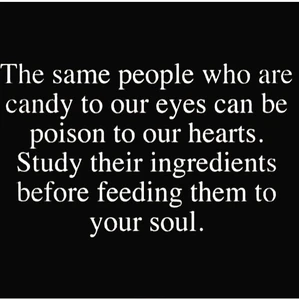 The same people who are
candy to our eyes can be
poison to our hearts.
Study their ingredients
before feeding them to
your soul.